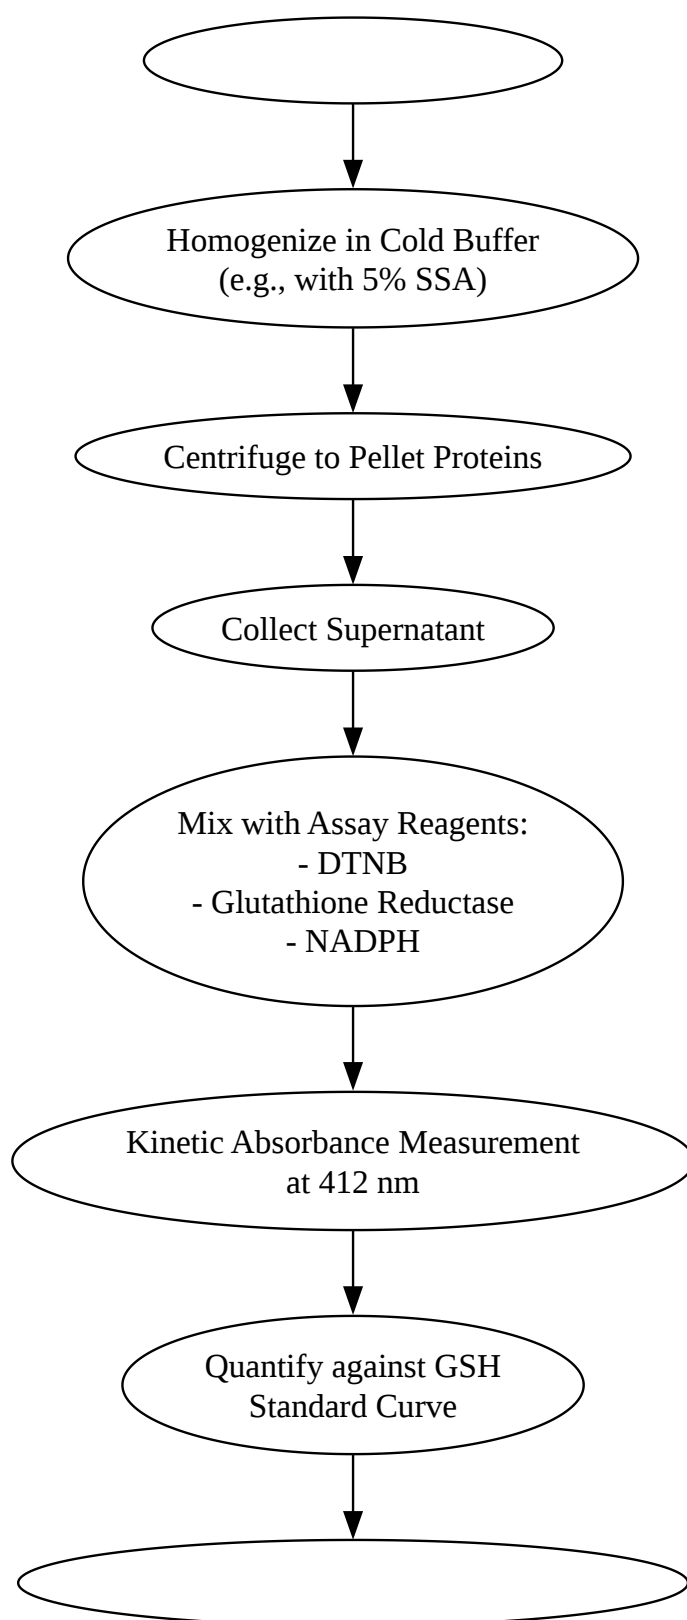 Homogenize in Cold Buffer
(e.g., with 5% SSA)
Centrifuge to Pellet Proteins
Collect Supernatant
Mix with Assay Reagents:
- DTNB
- Glutathione Reductase
- NADPH
Kinetic Absorbance Measurement
at 412 nm
Quantify against GSH
Standard Curve